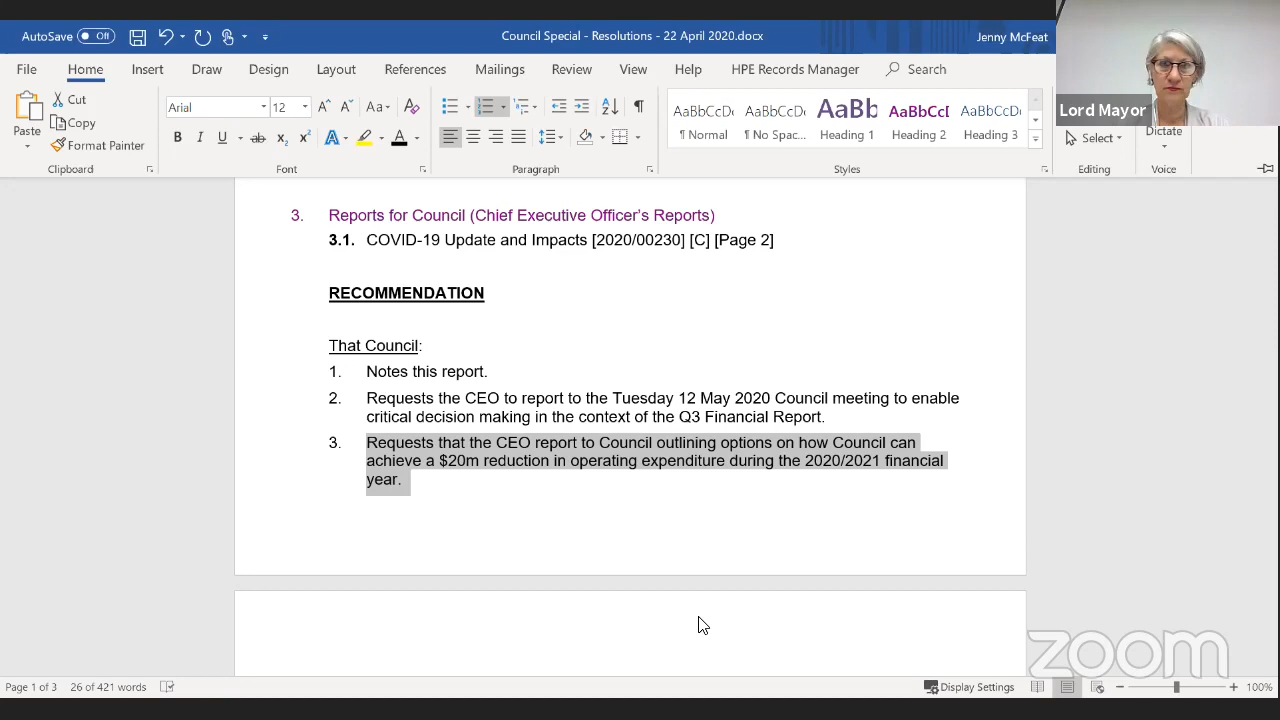 AutoSave Off
Council Special - Resolutions - 22 April 2020.docx
Jenny McFeat
File Home Insert Draw Design Layout References Mailings Review View Help HPE Records Manager Search
Lord Mayor
Paste
Cut
Copy
Format Painter
Clipboard
Arial 12
Font
Paragraph
AaBbCcDc AaBbCcDc AaBb AaBbCcI AaBbCcDc
¶ Normal ¶ No Spac... Heading 1 Heading 2 Heading 3
Styles
Select
Editing
Dictate
Voice
3. Reports for Council (Chief Executive Officer's Reports)
3.1. COVID-19 Update and Impacts [2020/00230] [C] [Page 2]
RECOMMENDATION
That Council:
1. Notes this report.
2. Requests the CEO to report to the Tuesday 12 May 2020 Council meeting to enable
critical decision making in the context of the Q3 Financial Report.
3. Requests that the CEO report to Council outlining options on how Council can
achieve a $20m reduction in operating expenditure during the 2020/2021 financial
year.
zoom
Page 1 of 3 26 of 421 words
Display Settings
100%